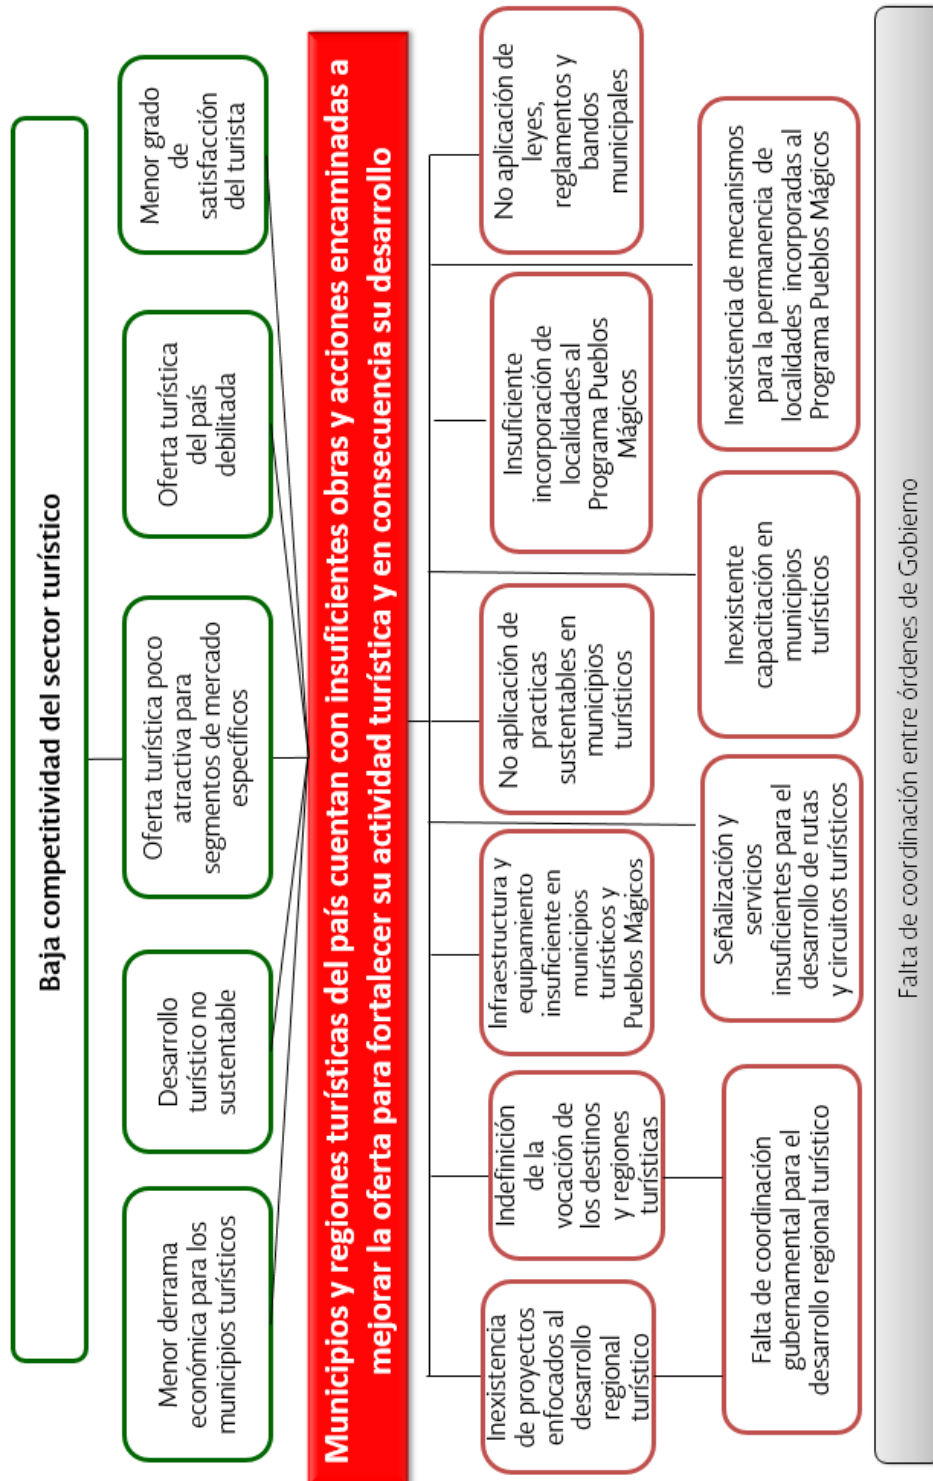 Baja competitividad del sector turístico
Menor derrama
económica para los
municipios turísticos
Desarrollo
turístico no
sustentable
Oferta turística poco
atractiva para
segmentos de mercado
específicos
Oferta turística
del país
debilitada
Menor grado
de
satisfacción
del turista
Municipios y regiones turísticas del país cuentan con insuficientes obras y acciones encaminadas a
mejorar la oferta para fortalecer su actividad turística y en consecuencia su desarrollo
Inexistencia
de proyectos
enfocados al
desarrollo
regional
turístico
Indefinición
de la
vocación de
los destinos
y regiones
turísticas
Infraestructura y
equipamiento
insuficiente en
municipios
turísticos y
Pueblos Mágicos
No aplicación de
practicas
sustentables en
municipios
turísticos
Insuficiente
incorporación de
localidades al
Programa Pueblos
Mágicos
No aplicación de
leyes,
reglamentos y
bandos
municipales
Falta de coordinación
gubernamental para el
desarrollo regional turístico
Señalización y
servicios
insuficientes para el
desarrollo de rutas
y circuitos turísticos
Inexistente
capacitación en
municipios
turísticos
Inexistencia de mecanismos
para la permanencia de
localidades incorporadas al
Programa Pueblos Mágicos
Falta de coordinación entre órdenes de Gobierno